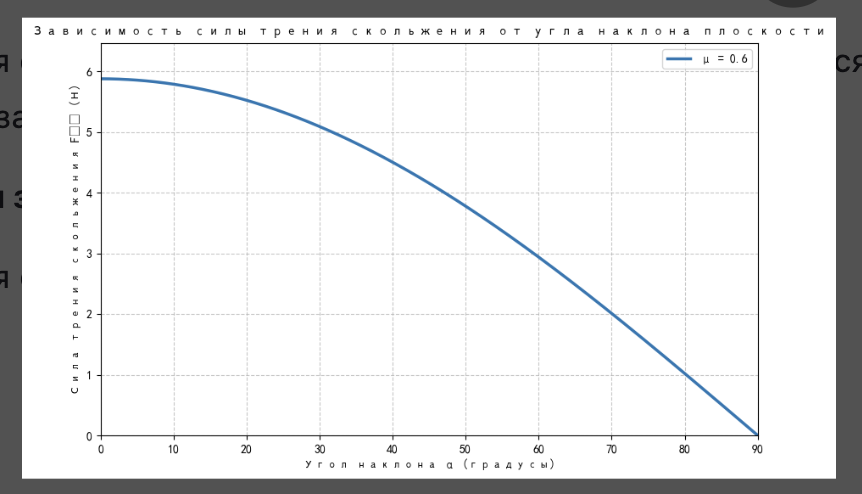 Зависимость силы трения скольжения от угла наклона плоскости
μ = 0.6
Сила трения скольжения F□□ (Н)
6
5
4
3
2
1
0
0 10 20 30 40 50 60 70 80 90
Угол наклона α (градусы)